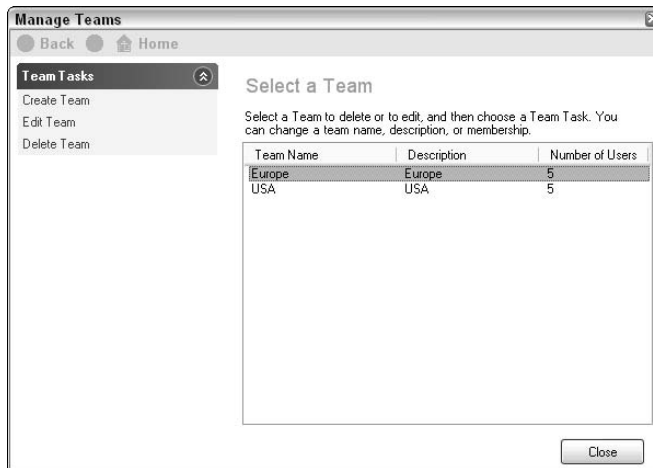 Manage Teams
Back Home
Team Tasks
Create Team
Edit Team
Delete Team
Select a Team
Select a Team to delete or to edit, and then choose a Team Task. You
can change a team name, description, or membership.
Team Name Description Number of Users
Europe Europe 5
USA USA 5
Close